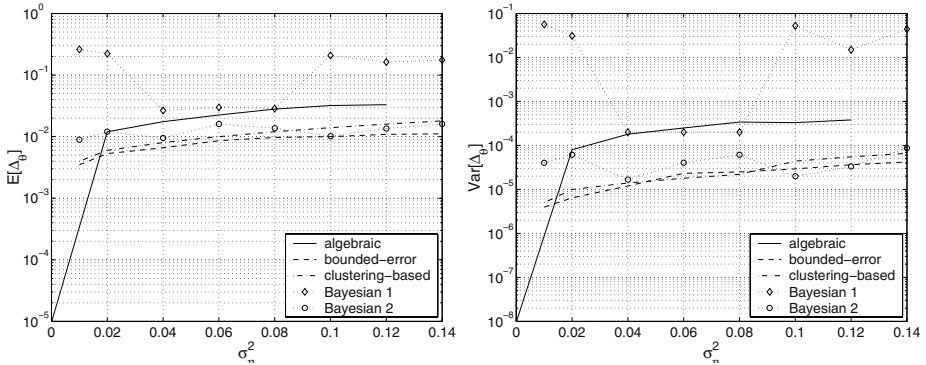 10^0
10^-1
10^-2
10^-3
10^-4
10^-5
E[Δ_θ]
0 0.02 0.04 0.06 0.08 0.1 0.12 0.14
σ_η^2
algebraic
bounded-error
clustering-based
Bayesian 1
Bayesian 2
10^0
10^-1
10^-2
10^-3
10^-4
10^-5
10^-6
10^-7
10^-8
Var[Δ_θ]
0 0.02 0.04 0.06 0.08 0.1 0.12 0.14
σ_η^2
algebraic
bounded-error
clustering-based
Bayesian 1
Bayesian 2